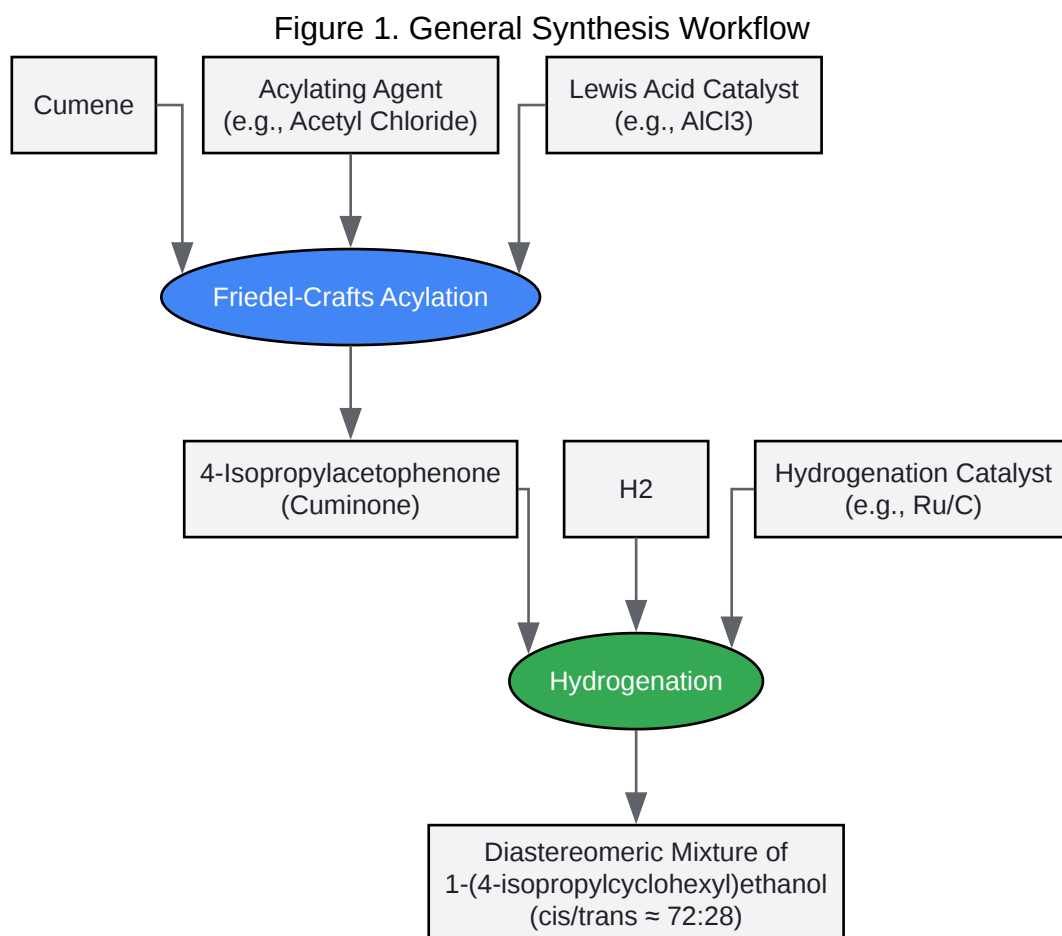 Figure 1. General Synthesis Workflow
Cumene
Acylating Agent
(e.g., Acetyl Chloride)
Lewis Acid Catalyst
(e.g., AlCl3)
Friedel-Crafts Acylation
4-Isopropylacetophenone
(Cuminone)
H2
Hydrogenation Catalyst
(e.g., Ru/C)
Hydrogenation
Diastereomeric Mixture of
1-(4-isopropylcyclohexyl)ethanol
(cis/trans ≈ 72:28)